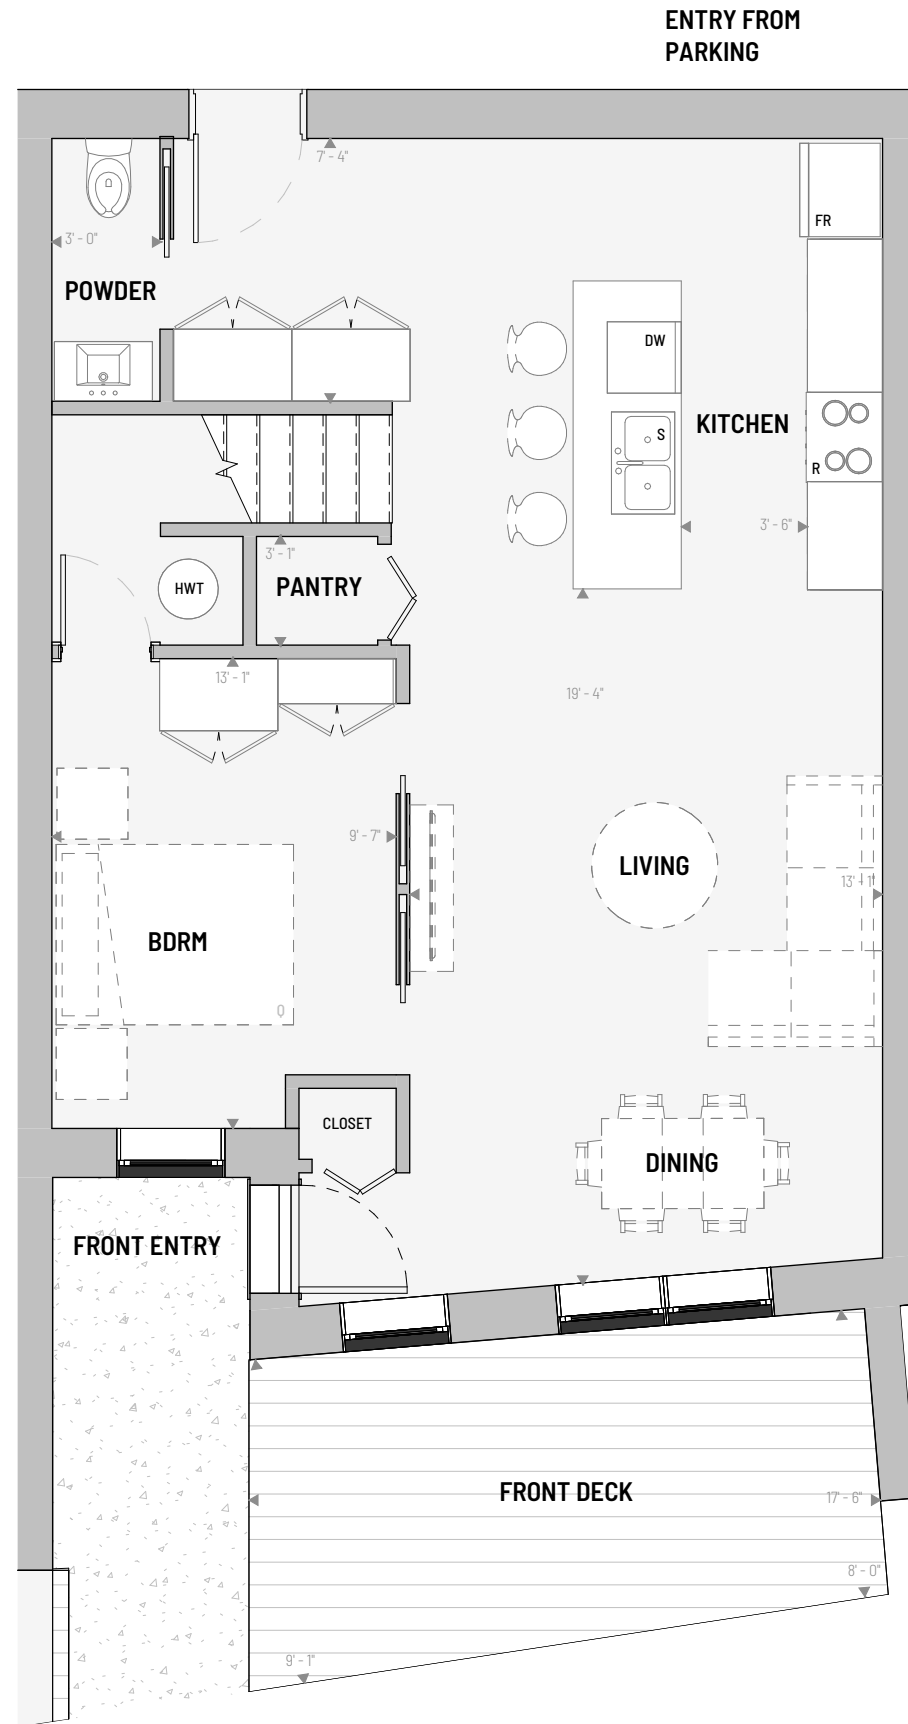 ENTRY FROM
PARKING
7' - 4"
FR
3' - 0"
POWDER
DW
KITCHEN
S
R
3' - 6"
3' - 1"
PANTRY
HWT
13' - 1"
19' - 4"
9' - 7"
LIVING
13' - 1"
BDRM
Q
CLOSET
DINING
FRONT ENTRY
FRONT DECK
17' - 6"
8' - 0"
9' - 1"